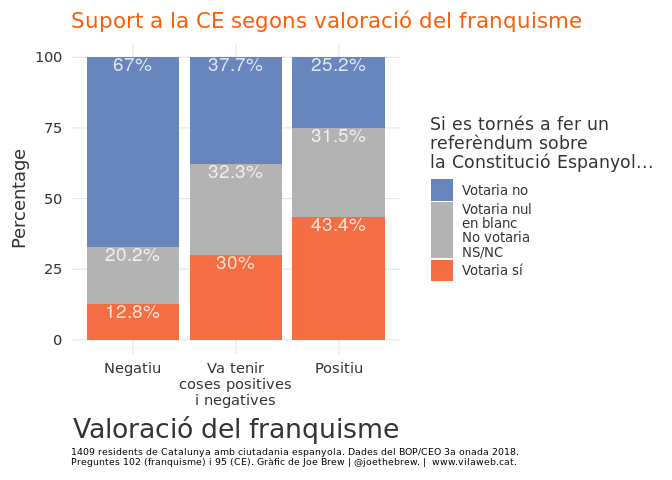 Suport a la CE segons valoració del franquisme
100
75
50
25
0
Percentage
67%
37.7%
25.2%
20.2%
32.3%
31.5%
12.8%
30%
43.4%
Negatiu
Va tenir
coses positives
i negatives
Positiu
Valoració del franquisme
Si es tornés a fer un
referèndum sobre
la Constitució Espanyol…
Votaria no
Votaria nul
en blanc
No votaria
NS/NC
Votaria sí
1409 residents de Catalunya amb ciutadania espanyola. Dades del BOP/CEO 3a onada 2018.
Preguntes 102 (franquisme) i 95 (CE). Gràfic de Joe Brew | @joethebrew. | www.vilaweb.cat.